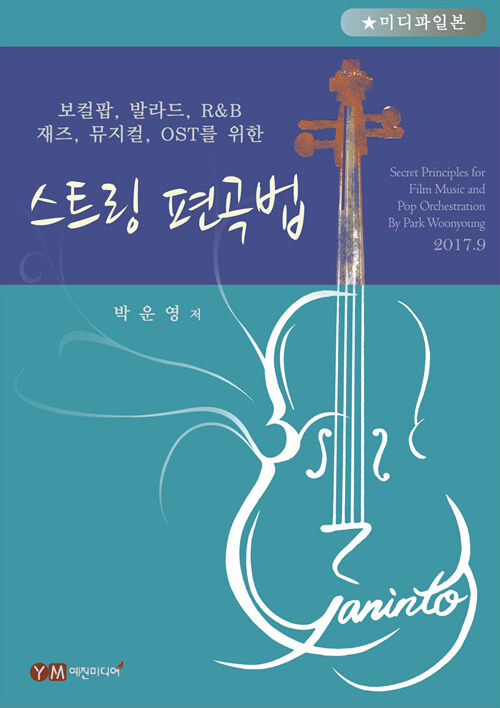 ★미디파일본
보컬팝, 발라드, R&B
재즈, 뮤지컬, OST를 위한
스트링 편곡법
Secret Principles for
Film Music and
Pop Orchestration
By Park Woonyoung
2017.9
박운영 저
Yaninto
YM 예진미디어